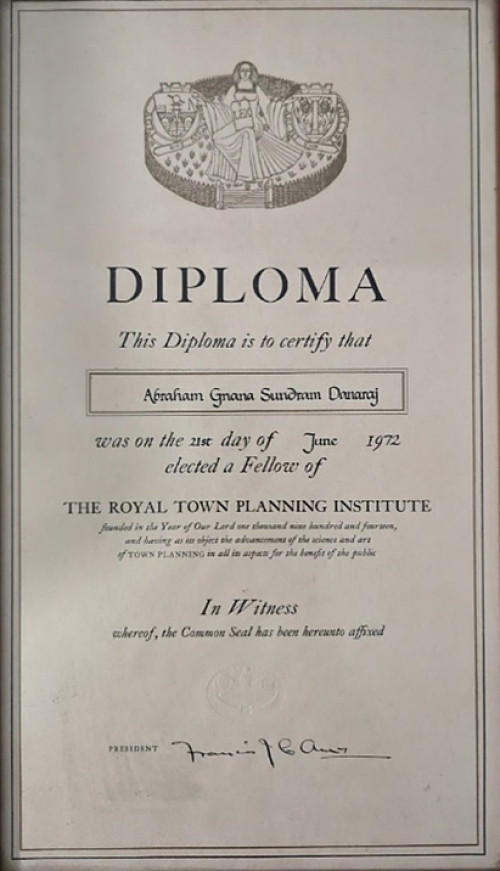 DIPLOMA
This Diploma is to certify that
Abraham Gnana Sundram Danaraj
was on the 21st day of June 1972
elected a Fellow of
THE ROYAL TOWN PLANNING INSTITUTE
founded in the Year of Our Lord one thousand nine hundred and fourteen,
and having as its object the advancement of the science and art
of TOWN PLANNING in all its aspects for the benefit of the public
In Witness
whereof, the Common Seal has been hereunto affixed
PRESIDENT Francis J C